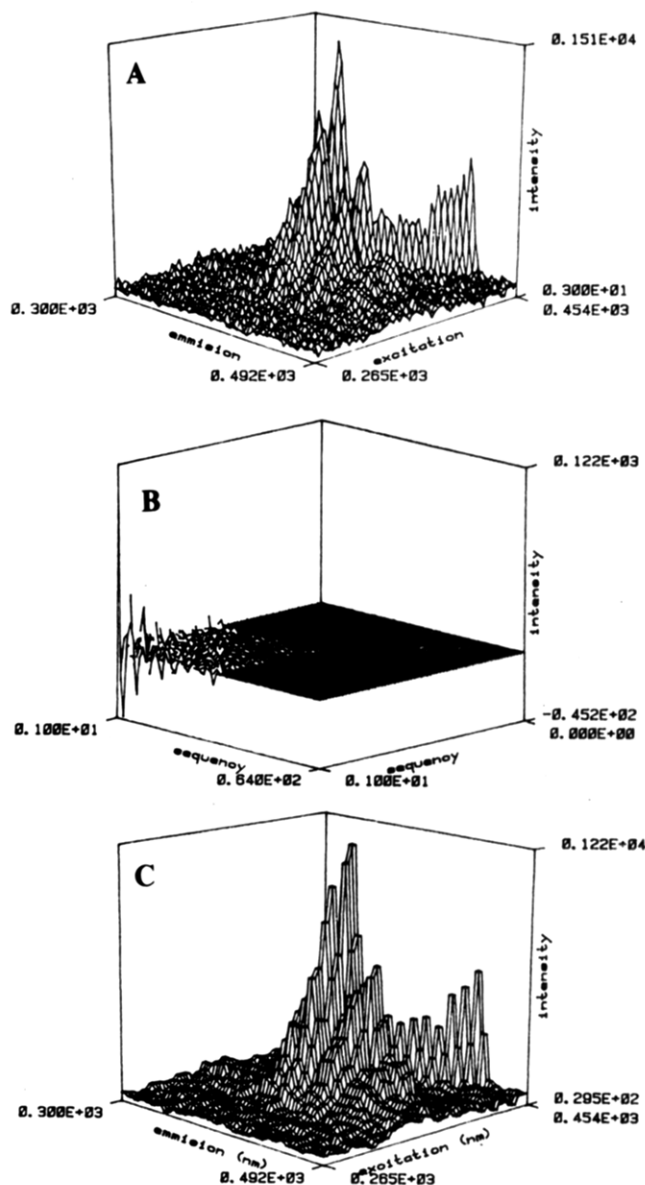 A
0.151E+04
intensity
0.300E+01
0.300E+03
0.454E+03
emmision
excitation
0.492E+03
0.265E+03
B
0.122E+03
intensity
-0.452E+02
0.100E+01
0.000E+00
sequency
sequency
0.640E+02
0.100E+01
C
0.122E+04
intensity
0.295E+02
0.300E+03
0.454E+03
emmision (nm)
excitation (nm)
0.492E+03
0.265E+03